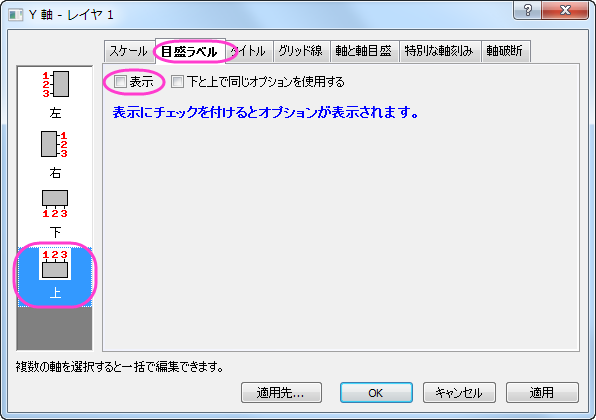 Y 軸 - レイヤ 1
スケール 目盛ラベル タイトル グリッド線 軸と軸目盛 特別な軸刻み 軸破断
表示 下と上で同じオプションを使用する
表示にチェックを付けるとオプションが表示されます。
1
2
3
左
1
2
3
右
1 2 3
下
1 2 3
上
複数の軸を選択すると一括で編集できます。
適用先... OK キャンセル 適用